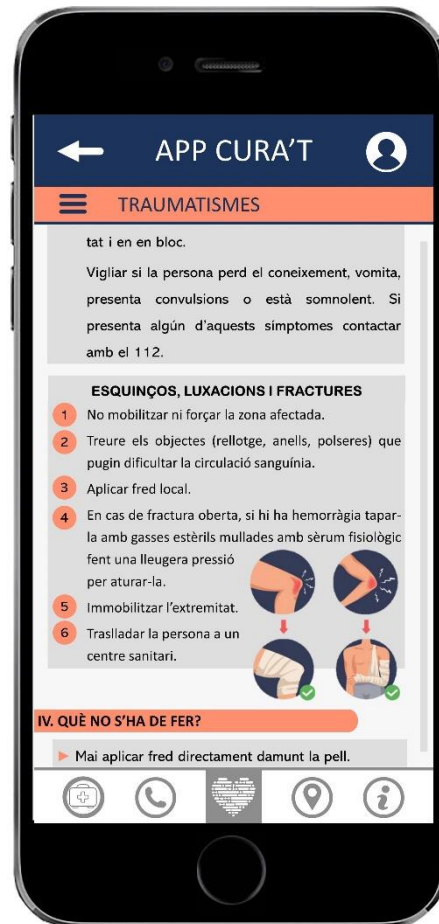 APP CURA'T
TRAUMATISMES
tat i en en bloc.
Vigliar si la persona perd el coneixement, vomita,
presenta convulsions o està somnolent. Si
presenta algún d'aquests símptomes contactar
amb el 112.
ESQUINÇOS, LUXACIONS I FRACTURES
1 No mobilitzar ni forçar la zona afectada.
2 Treure els objectes (rellotge, anells, polseres) que
pugin dificultar la circulació sanguínia.
3 Aplicar fred local.
4 En cas de fractura oberta, si hi ha hemorràgia tapar-
la amb gasses estèrils mullades amb sèrum fisiològic
fent una lleugera pressió
per aturar-la.
5 Immobilitzar l'extremitat.
6 Traslladar la persona a un
centre sanitari.
IV. QUÈ NO S'HA DE FER?
Mai aplicar fred directament damunt la pell.